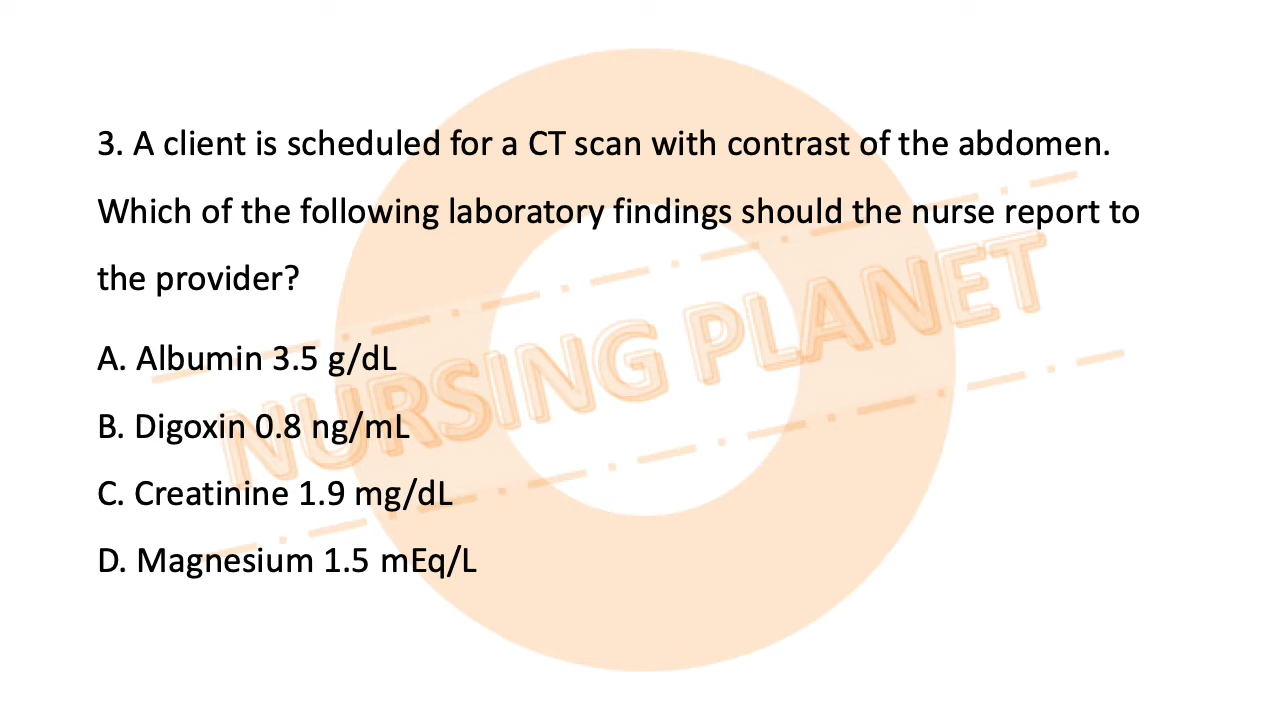 3. A client is scheduled for a CT scan with contrast of the abdomen.
Which of the following laboratory findings should the nurse report to
the provider?
A. Albumin 3.5 g/dL
B. Digoxin 0.8 ng/mL
C. Creatinine 1.9 mg/dL
D. Magnesium 1.5 mEq/L
NURSING PLANET